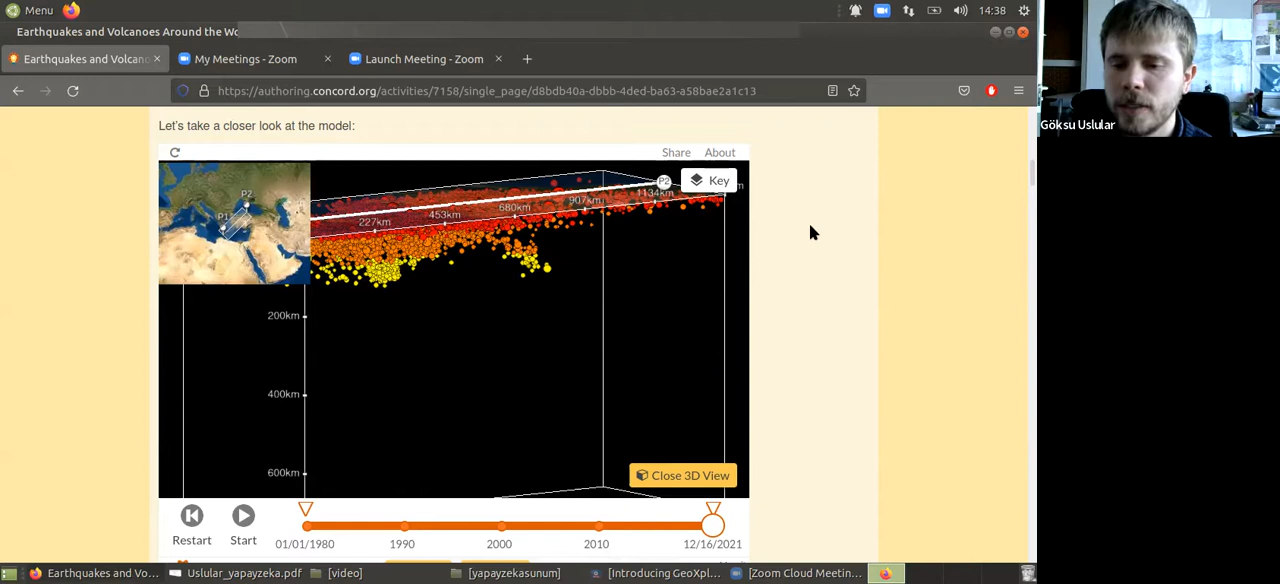 Menu
14:38
Earthquakes and Volcanoes Around the Wo
Earthquakes and Volcano
My Meetings - Zoom
Launch Meeting - Zoom
https://authoring.concord.org/activities/7158/single_page/d8bdb40a-dbbb-4ded-ba63-a58bae2a1c13
Göksu Uslular
Let's take a closer look at the model:
Share About
P2
Key
P1
P2
227km 453km 680km 907km 1134km
200km
400km
600km
Close 3D View
Restart Start
01/01/1980 1990 2000 2010 12/16/2021
Earthquakes and Vo...
Uslular_yapayzeka.pdf
[video]
[yapayzekasunum]
[Introducing GeoXpl...
[Zoom Cloud Meetin...